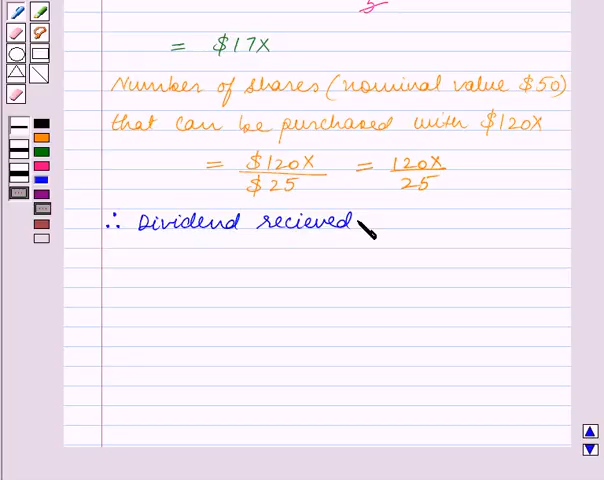 5
= $17x
Number of shares (nominal value $50)
that can be purchased with $120x
= $120x / $25 = 120x / 25
∴ Dividend recieved